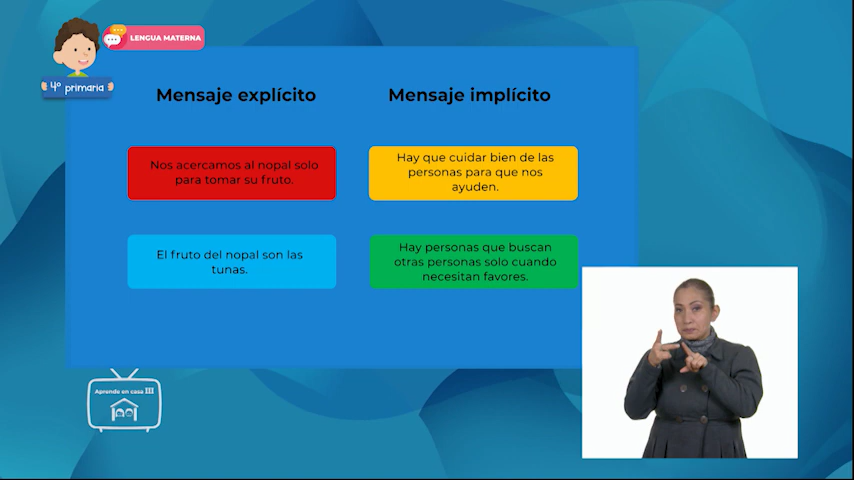 LENGUA MATERNA
4º primaria
Mensaje explícito
Mensaje implícito
Nos acercamos al nopal solo
para tomar su fruto.
Hay que cuidar bien de las
personas para que nos
ayuden.
El fruto del nopal son las
tunas.
Hay personas que buscan
otras personas solo cuando
necesitan favores.
Aprende en casa III